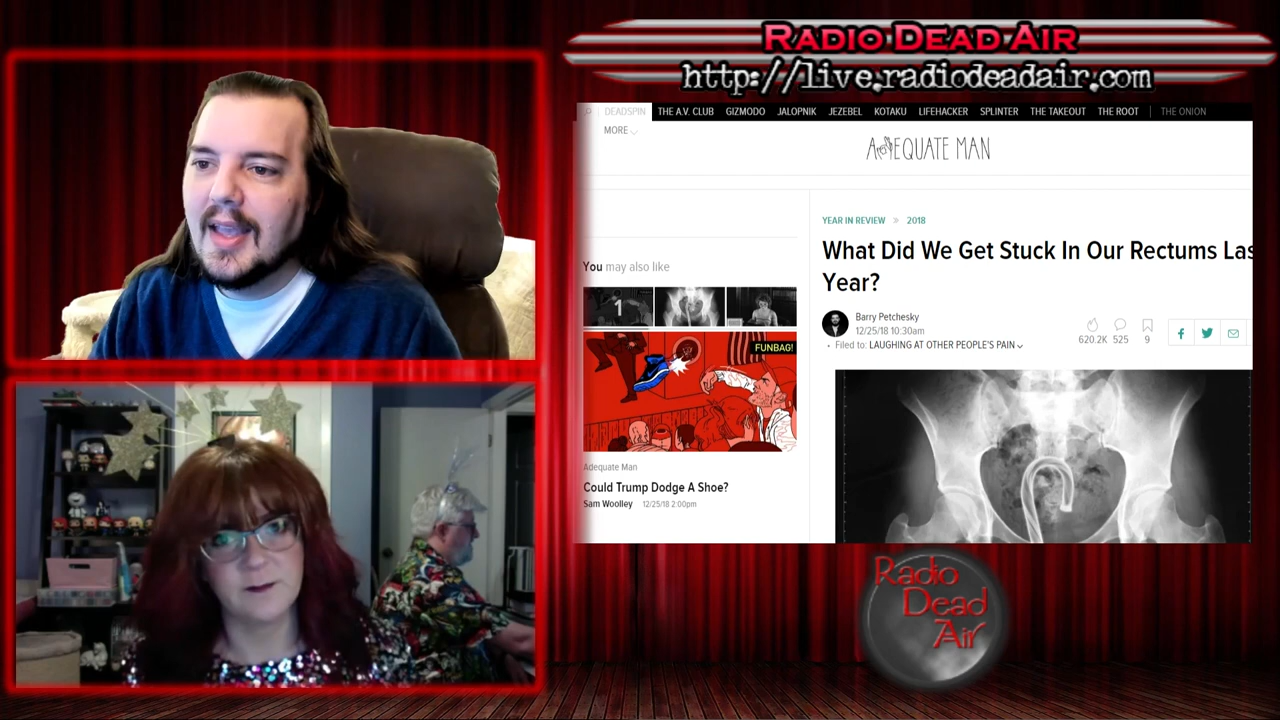 RADIO DEAD AIR
http://live.radiodeadair.com
DEADSPIN THE A.V. CLUB GIZMODO JALOPNIK JEZEBEL KOTAKU LIFEHACKER SPLINTER THE TAKEOUT THE ROOT THE ONION
MORE
ADEQUATE MAN
YEAR IN REVIEW » 2018
What Did We Get Stuck In Our Rectums Las
Year?
Barry Petchesky
12/25/18 10:30am
• Filed to: LAUGHING AT OTHER PEOPLE'S PAIN
620.2K 525 9
You may also like
1
FUNBAG!
Adequate Man
Could Trump Dodge A Shoe?
Sam Woolley 12/25/18 2:00pm
Radio
Dead
Air